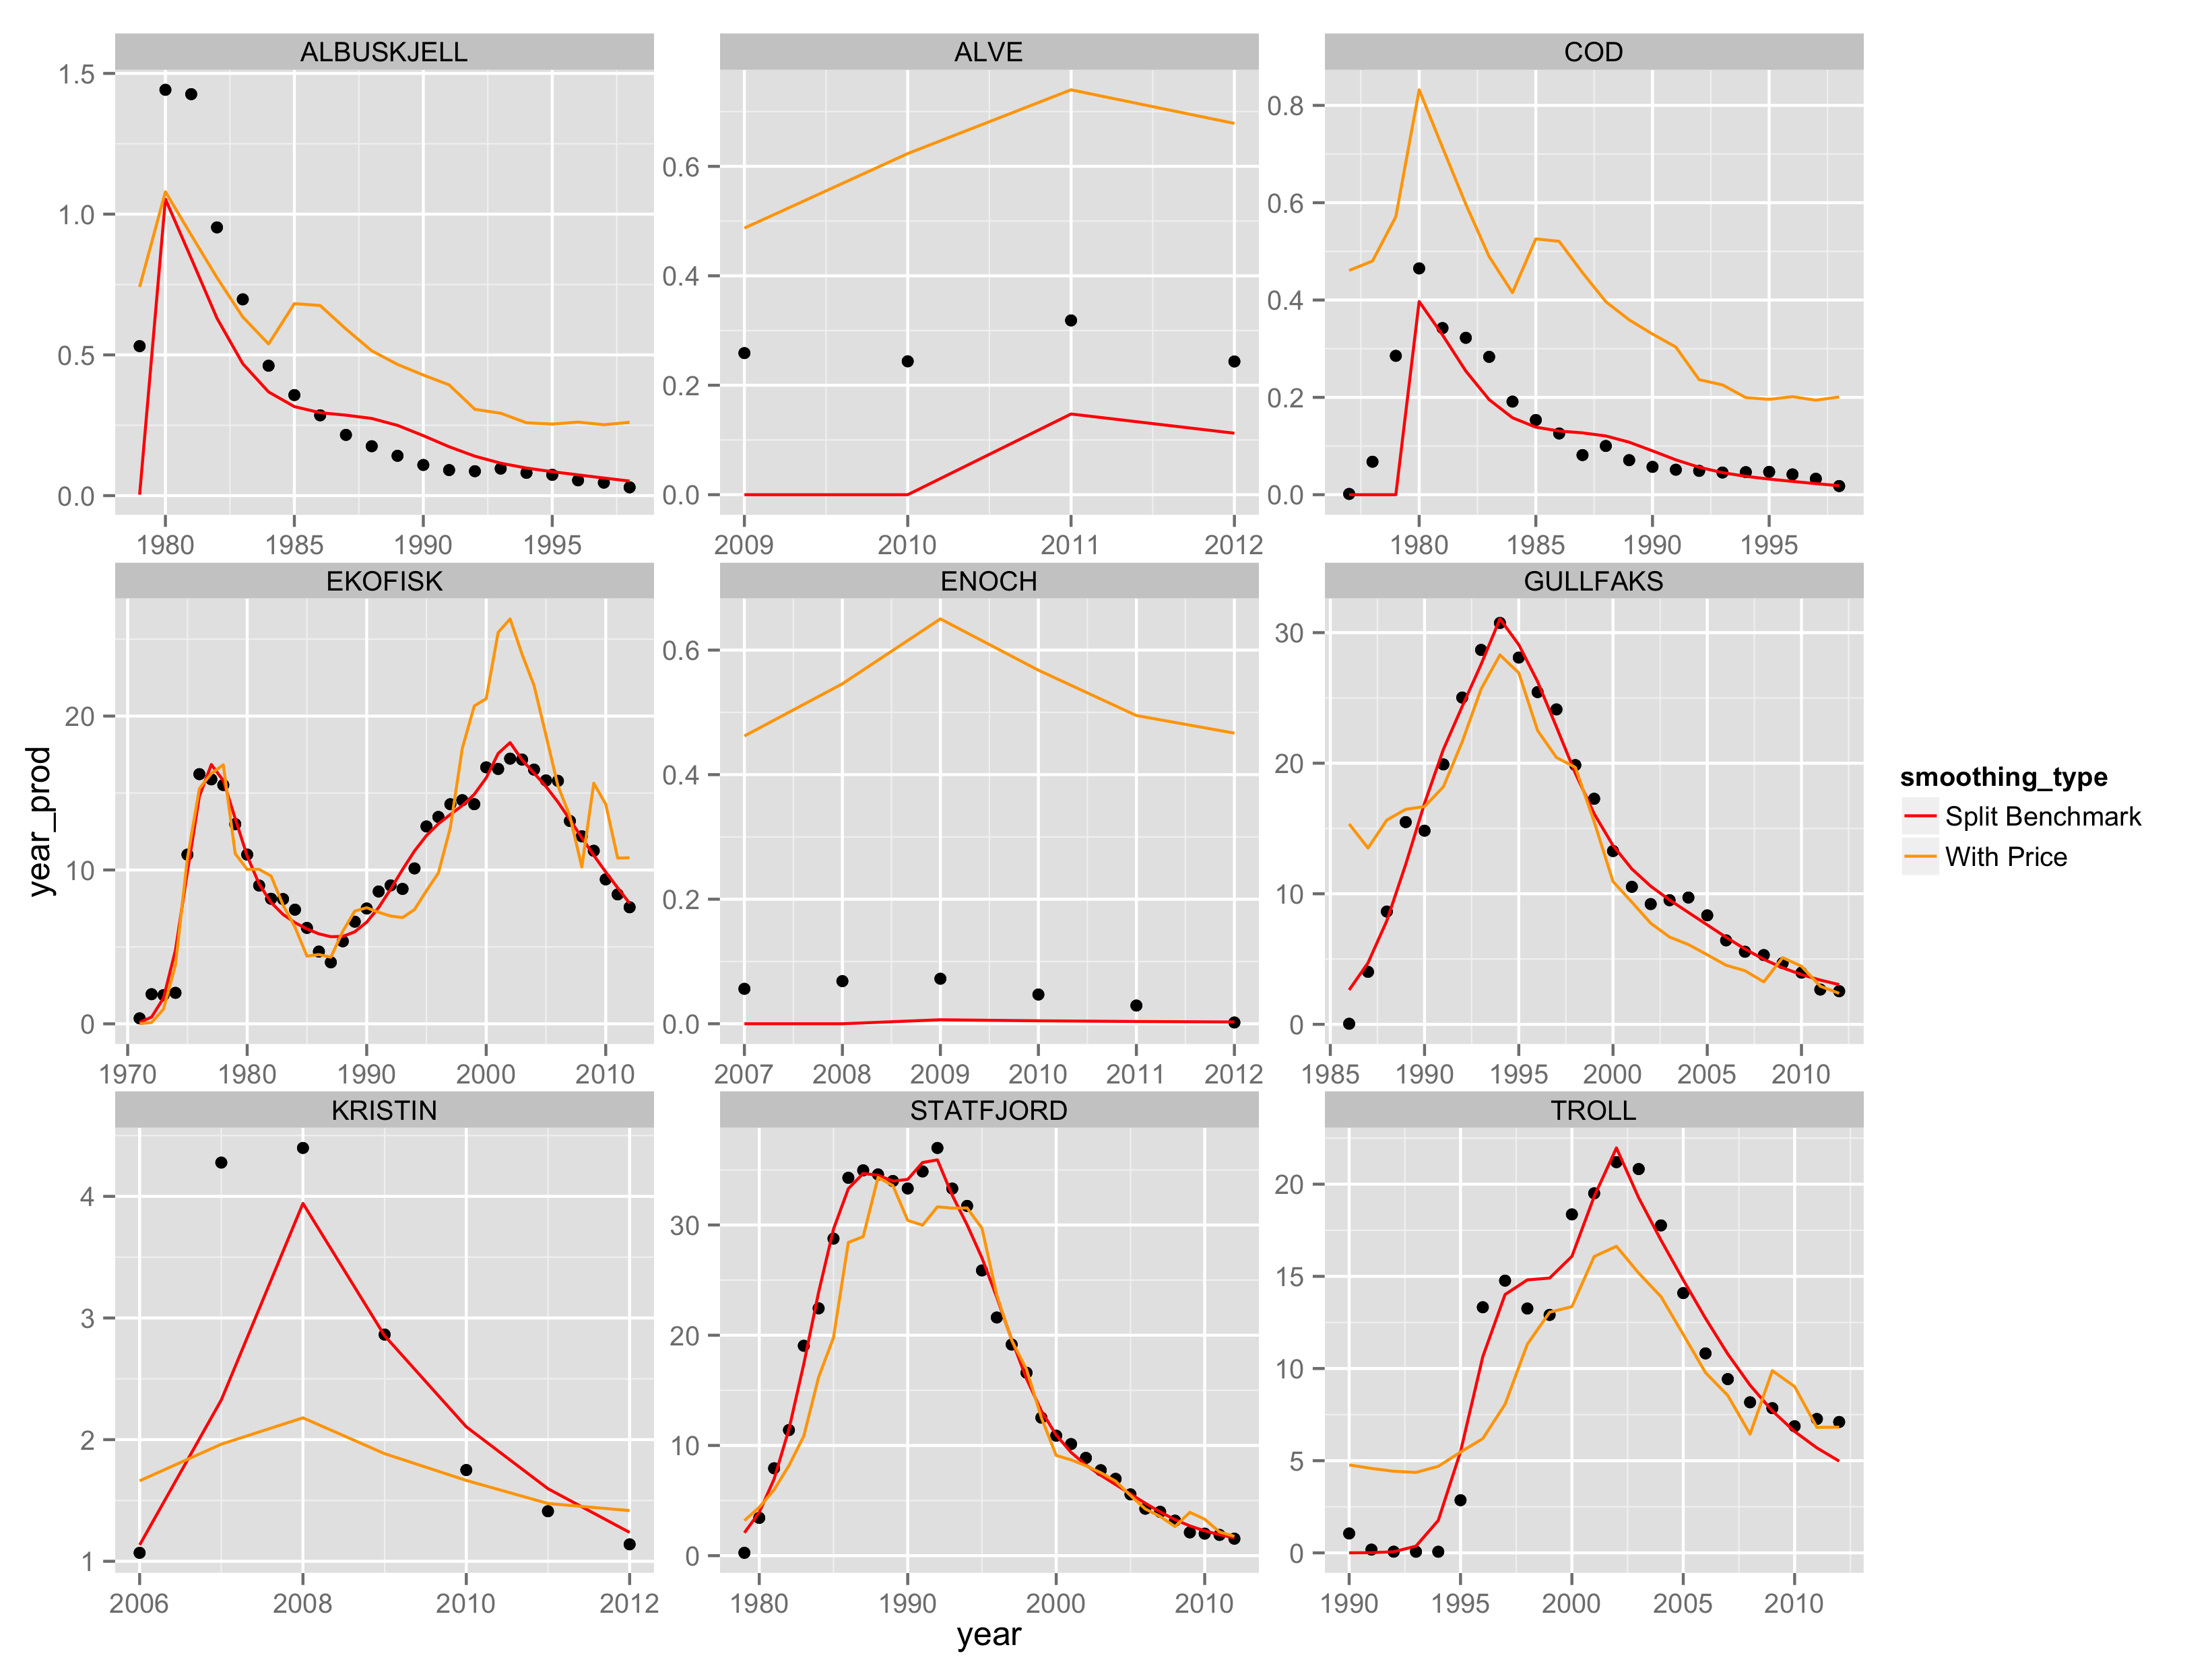 ALBUSKJELL
ALVE
COD
1.5
1.0
0.5
0.0
0.6
0.4
0.2
0.0
0.8
0.6
0.4
0.2
0.0
1980 1985 1990 1995
2009 2010 2011 2012
1980 1985 1990 1995
EKOFISK
ENOCH
GULLFAKS
20
10
0
0.6
0.4
0.2
0.0
30
20
10
0
1970 1980 1990 2000 2010
2007 2008 2009 2010 2011 2012
1985 1990 1995 2000 2005 2010
KRISTIN
STATFJORD
TROLL
4
3
2
1
30
20
10
0
20
15
10
5
0
2006 2008 2010 2012
1980 1990 2000 2010
1990 1995 2000 2005 2010
year_prod
year
smoothing_type
Split Benchmark
With Price